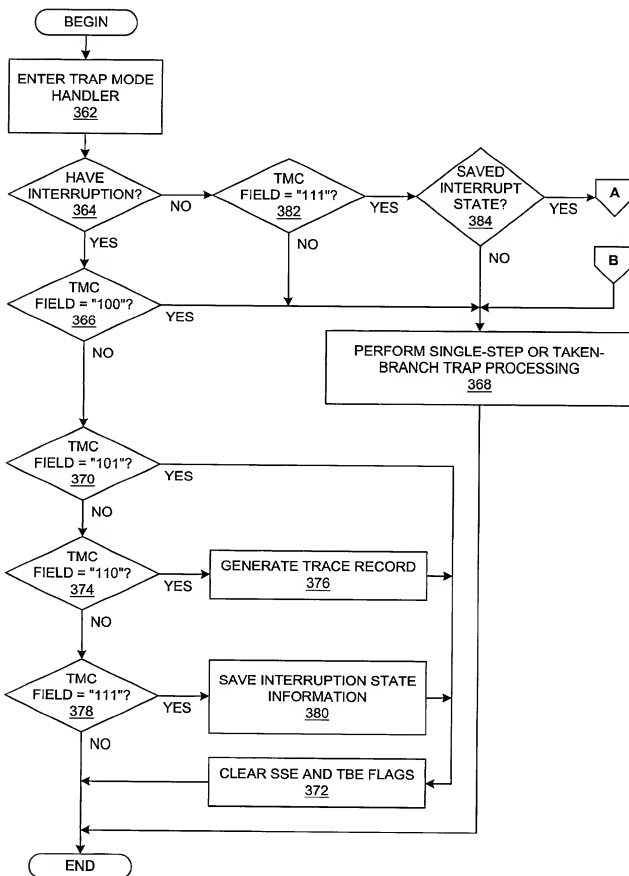 BEGIN
ENTER TRAP MODE
HANDLER
362
HAVE
INTERRUPTION?
364
NO
YES
TMC
FIELD = "111"?
382
YES
NO
SAVED
INTERRUPT
STATE?
384
YES
NO
A
B
TMC
FIELD = "100"?
366
YES
NO
PERFORM SINGLE-STEP OR TAKEN-
BRANCH TRAP PROCESSING
368
TMC
FIELD = "101"?
370
YES
NO
TMC
FIELD = "110"?
374
YES
NO
GENERATE TRACE RECORD
376
TMC
FIELD = "111"?
378
YES
NO
SAVE INTERRUPTION STATE
INFORMATION
380
CLEAR SSE AND TBE FLAGS
372
END